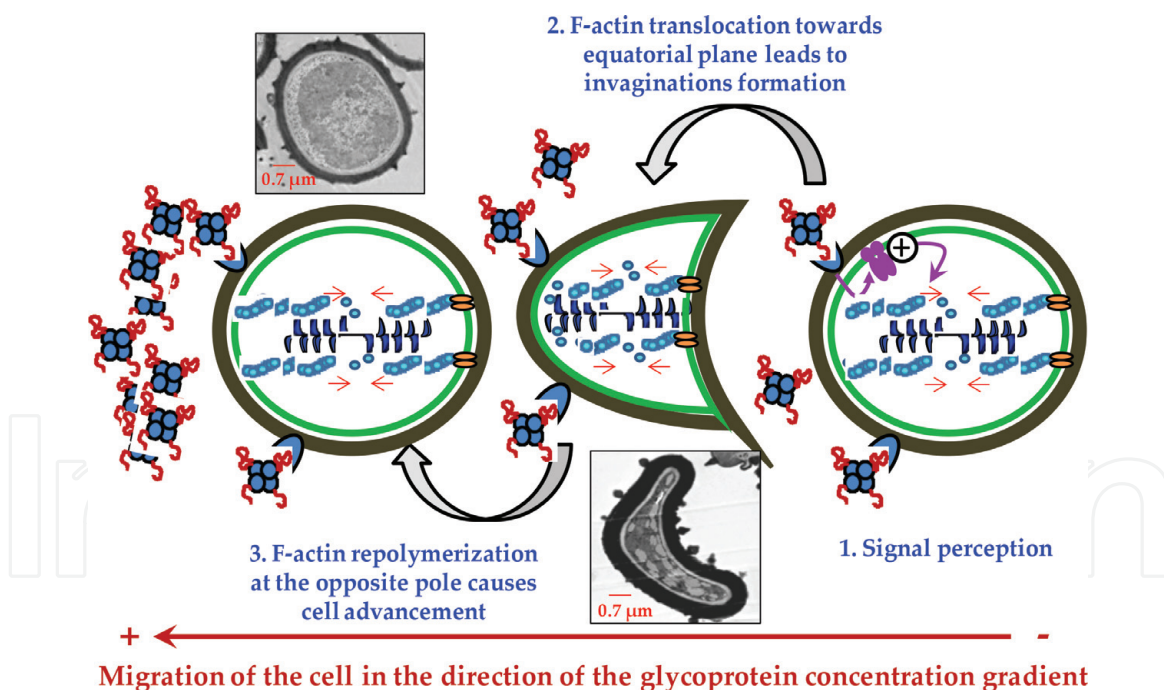 2. F-actin translocation towards
equatorial plane leads to
invaginations formation
0.7 μm
+
1. Signal perception
3. F-actin repolymerization
at the opposite pole causes
cell advancement
0.7 μm
+ -
Migration of the cell in the direction of the glycoprotein concentration gradient